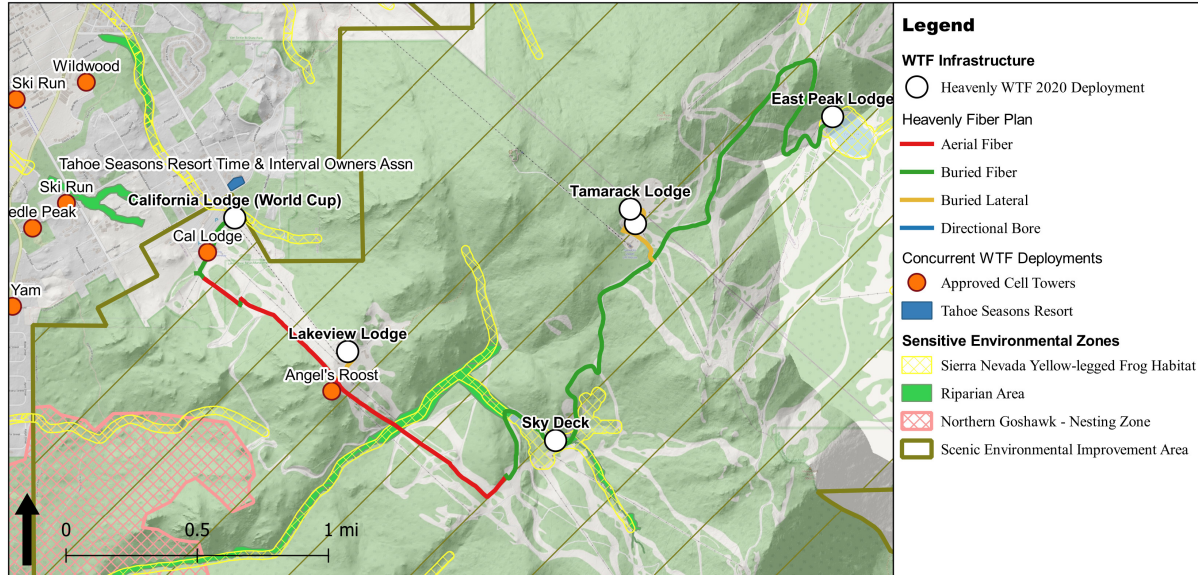 Wildwood
Ski Run
East Peak Lodge
Tahoe Seasons Resort Time & Interval Owners Assn
Ski Run
Tamarack Lodge
California Lodge (World Cup)
edle Peak
Cal Lodge
Yam
Lakeview Lodge
Angel's Roost
Sky Deck
0 0.5 1 mi
Legend
WTF Infrastructure
Heavenly WTF 2020 Deployment
Heavenly Fiber Plan
Aerial Fiber
Buried Fiber
Buried Lateral
Directional Bore
Concurrent WTF Deployments
Approved Cell Towers
Tahoe Seasons Resort
Sensitive Environmental Zones
Sierra Nevada Yellow-legged Frog Habitat
Riparian Area
Northern Goshawk - Nesting Zone
Scenic Environmental Improvement Area